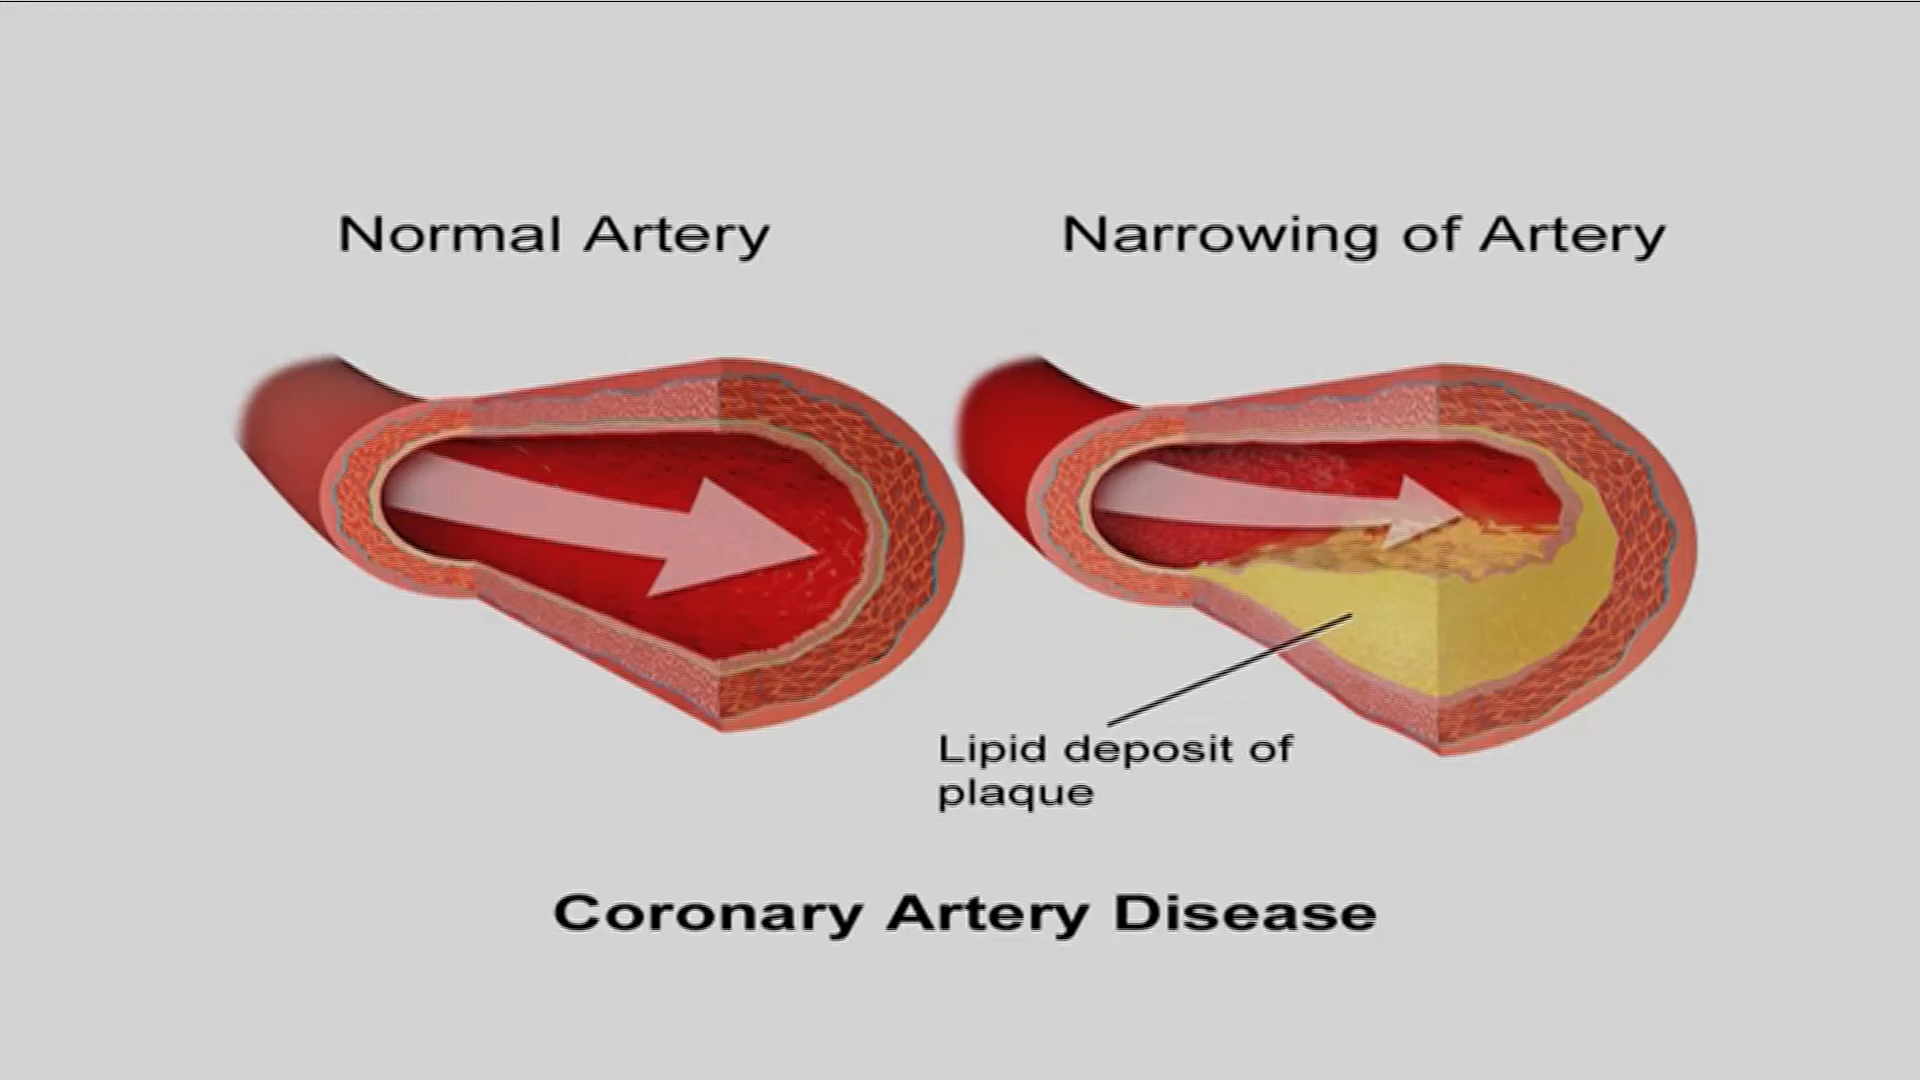 Normal Artery
Narrowing of Artery
Lipid deposit of
plaque
Coronary Artery Disease